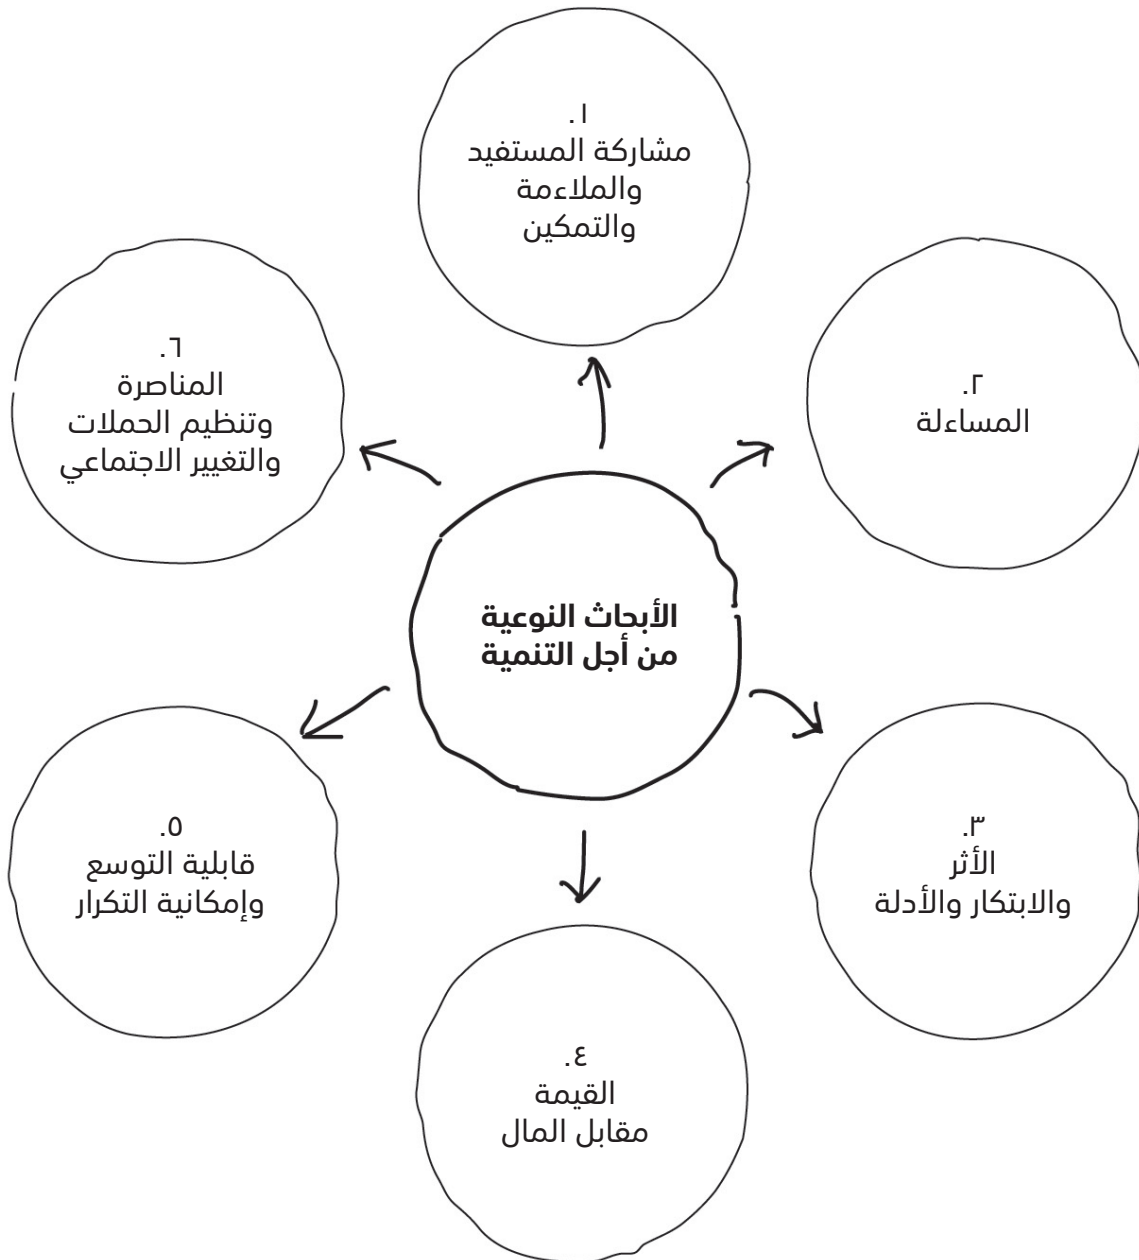 ١.
مشاركة المستفيد
والملاءمة
والتمكين
٢.
المساءلة
٣.
الأثر
والابتكار والأدلة
٤.
القيمة
مقابل المال
٥.
قابلية التوسع
وإمكانية التكرار
٦.
المناصرة
وتنظيم الحملات
والتغيير الاجتماعي
الأبحاث النوعية
من أجل التنمية